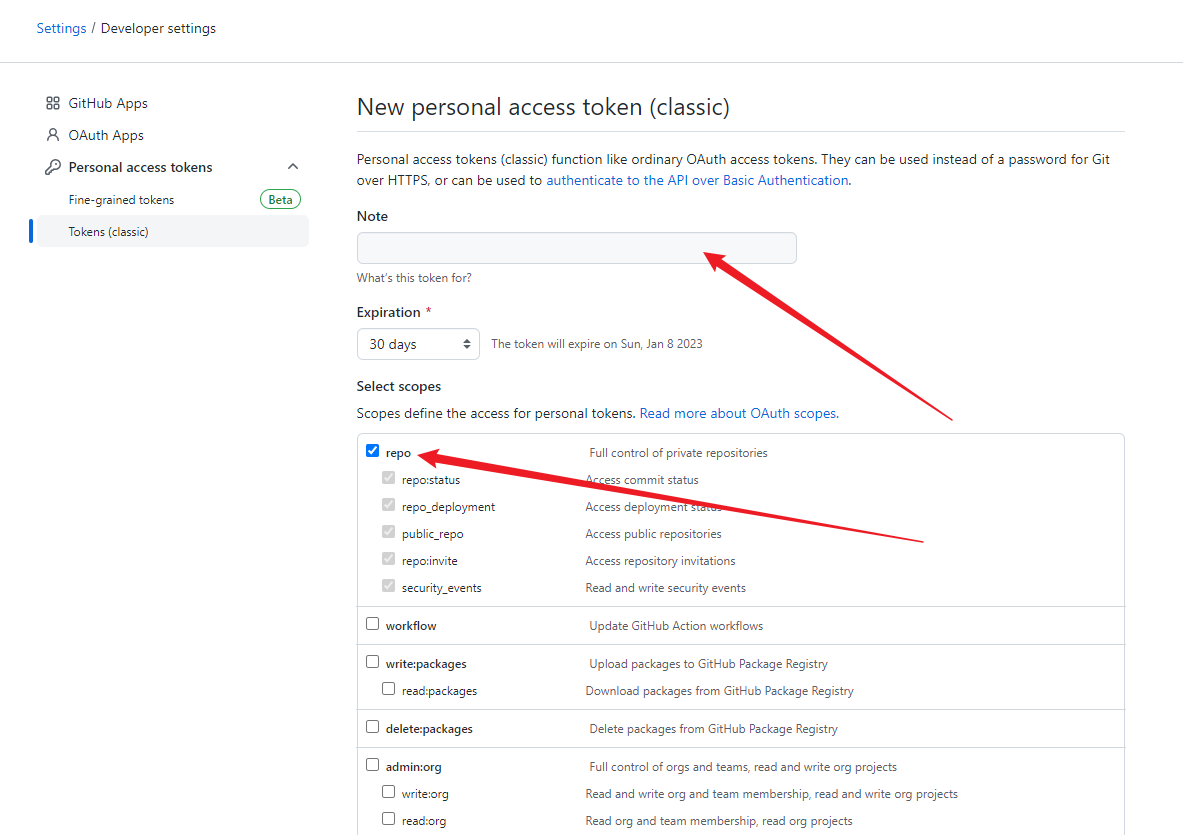 Settings / Developer settings
GitHub Apps
OAuth Apps
Personal access tokens
Fine-grained tokens Beta
Tokens (classic)
New personal access token (classic)
Personal access tokens (classic) function like ordinary OAuth access tokens. They can be used instead of a password for Git
over HTTPS, or can be used to authenticate to the API over Basic Authentication.
Note
What's this token for?
Expiration *
30 days The token will expire on Sun, Jan 8 2023
Select scopes
Scopes define the access for personal tokens. Read more about OAuth scopes.
repo Full control of private repositories
repo:status Access commit status
repo_deployment Access deployment status
public_repo Access public repositories
repo:invite Access repository invitations
security_events Read and write security events
workflow Update GitHub Action workflows
write:packages Upload packages to GitHub Package Registry
read:packages Download packages from GitHub Package Registry
delete:packages Delete packages from GitHub Package Registry
admin:org Full control of orgs and teams, read and write org projects
write:org Read and write org and team membership, read and write org projects
read:org Read org and team membership, read org projects